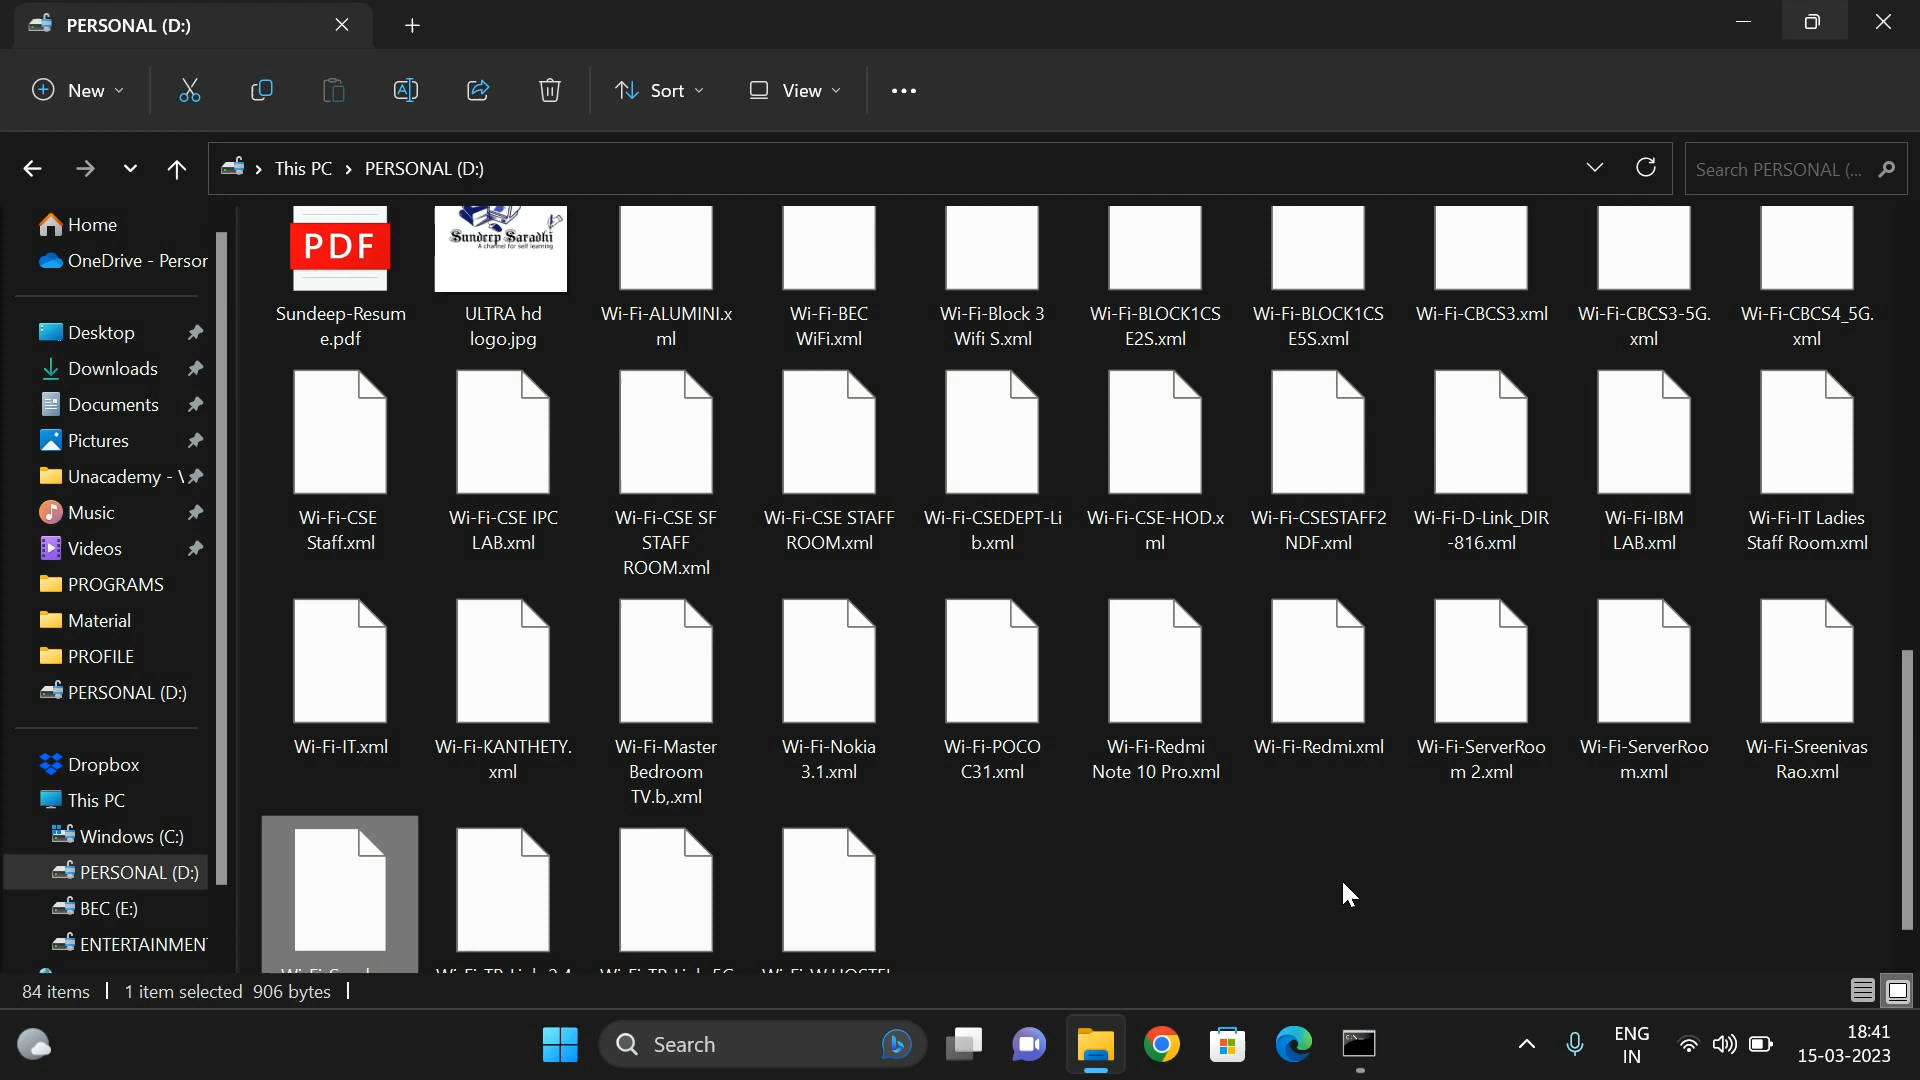 PERSONAL (D:)
New
Sort
View
This PC
PERSONAL (D:)
Search PERSONAL (...
Home
OneDrive - Persor
Desktop
Downloads
Documents
Pictures
Unacademy - \
Music
Videos
PROGRAMS
Material
PROFILE
PERSONAL (D:)
Dropbox
This PC
Windows (C:)
PERSONAL (D:)
BEC (E:)
ENTERTAINMEN
PDF
Sundeep-Resum
e.pdf
Sundeep Saradhi
A channel for self learning
ULTRA hd
logo.jpg
Wi-Fi-ALUMINI.x
ml
Wi-Fi-BEC
WiFi.xml
Wi-Fi-Block 3
Wifi S.xml
Wi-Fi-BLOCK1CS
E2S.xml
Wi-Fi-BLOCK1CS
E5S.xml
Wi-Fi-CBCS3.xml
Wi-Fi-CBCS3-5G.
xml
Wi-Fi-CBCS4_5G.
xml
Wi-Fi-CSE
Staff.xml
Wi-Fi-CSE IPC
LAB.xml
Wi-Fi-CSE SF
STAFF
ROOM.xml
Wi-Fi-CSE STAFF
ROOM.xml
Wi-Fi-CSEDEPT-Li
b.xml
Wi-Fi-CSE-HOD.x
ml
Wi-Fi-CSESTAFF2
NDF.xml
Wi-Fi-D-Link_DIR
-816.xml
Wi-Fi-IBM
LAB.xml
Wi-Fi-IT Ladies
Staff Room.xml
Wi-Fi-IT.xml
Wi-Fi-KANTHETY.
xml
Wi-Fi-Master
Bedroom
TV.b,.xml
Wi-Fi-Nokia
3.1.xml
Wi-Fi-POCO
C31.xml
Wi-Fi-Redmi
Note 10 Pro.xml
Wi-Fi-Redmi.xml
Wi-Fi-ServerRoo
m 2.xml
Wi-Fi-ServerRoo
m.xml
Wi-Fi-Sreenivas
Rao.xml
84 items
1 item selected 906 bytes
Search
ENG
IN
18:41
15-03-2023